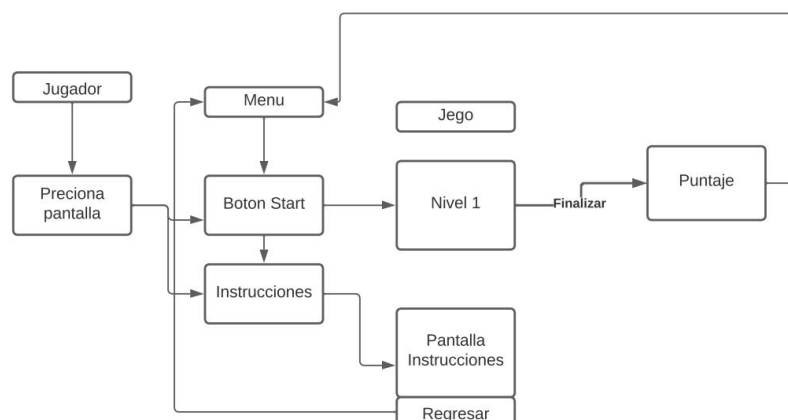 Jugador
Menu
Jego
Preciona
pantalla
Boton Start
Nivel 1
Finalizar
Puntaje
Instrucciones
Pantalla
Instrucciones
Regresar